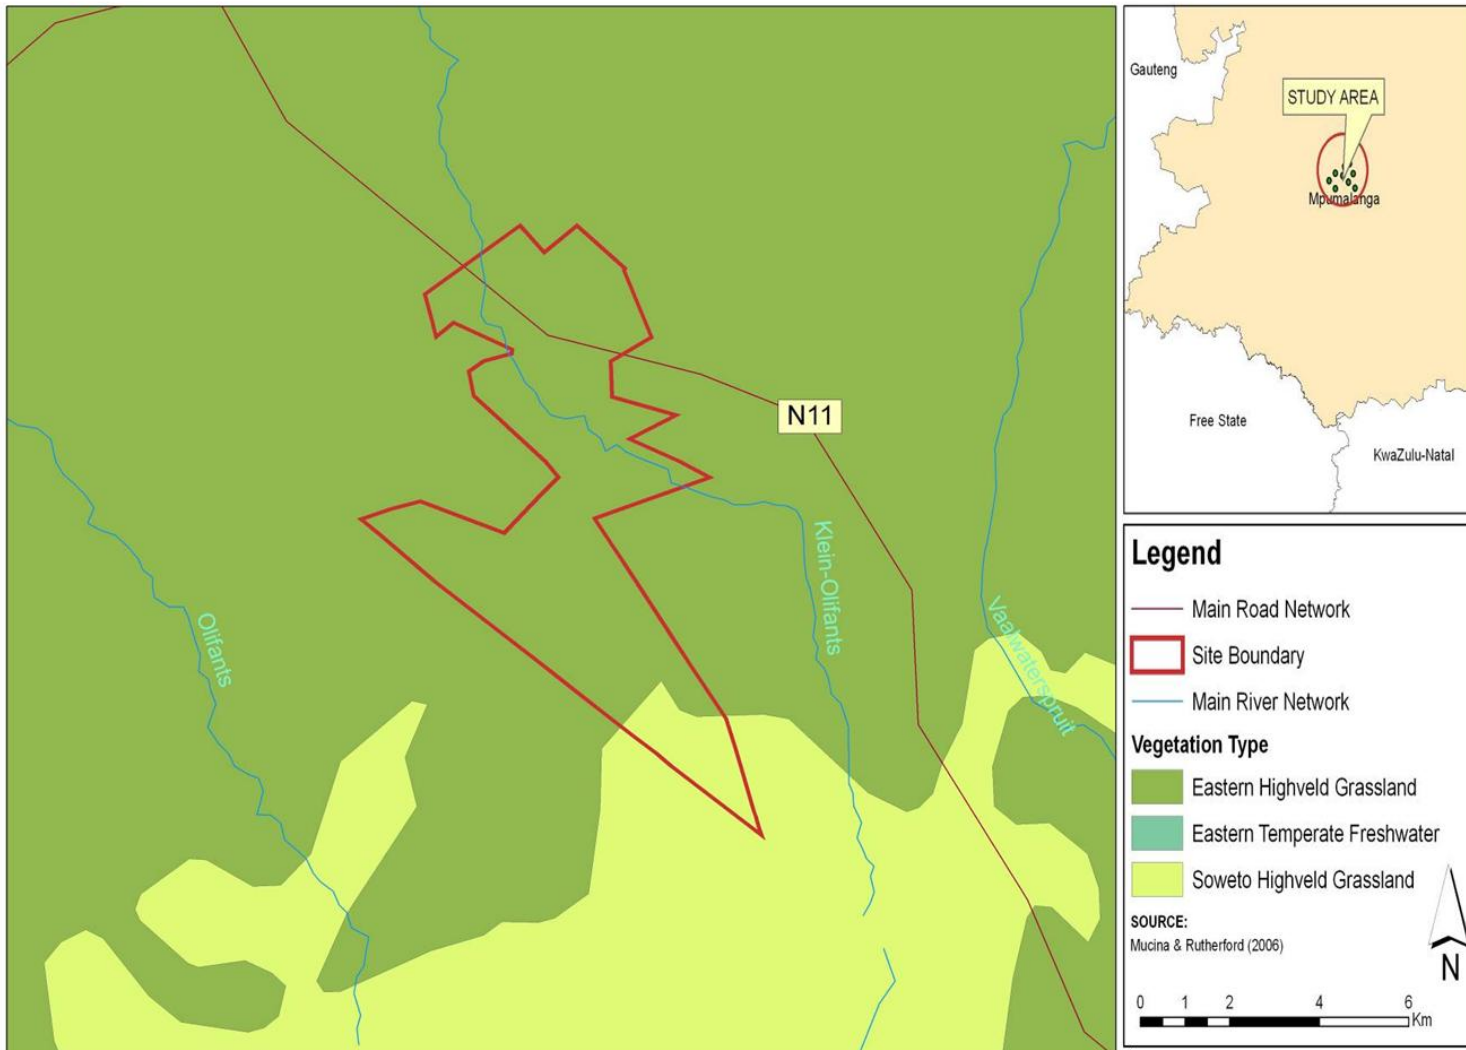 N11
Olifants
Klein-Olifants
Vaalwaterspruit
Gauteng
STUDY AREA
Mpumalanga
Free State
KwaZulu-Natal
Legend
Main Road Network
Site Boundary
Main River Network
Vegetation Type
Eastern Highveld Grassland
Eastern Temperate Freshwater
Soweto Highveld Grassland
SOURCE:
Mucina & Rutherford (2006)
N
0 1 2 4 6
Km